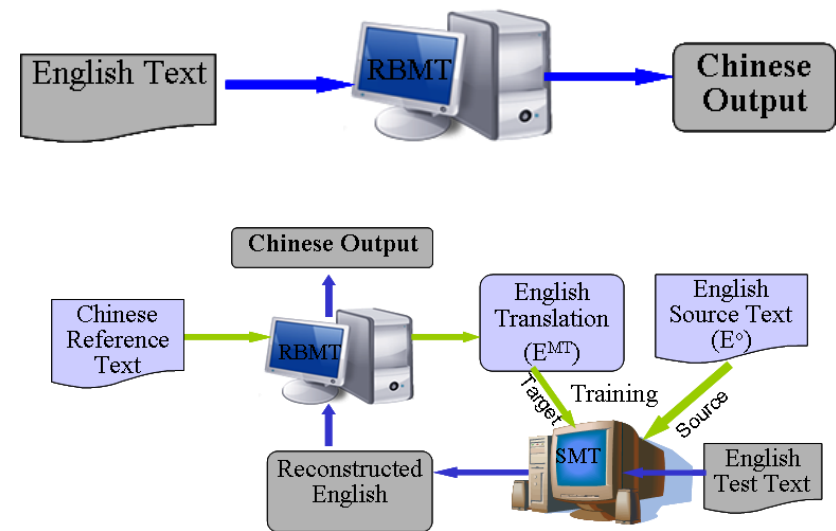 English Text
RBMT
Chinese
Output
Chinese Output
Chinese
Reference
Text
RBMT
English
Translation
(E^MT)
English
Source Text
(E°)
Target
Training
Source
SMT
Reconstructed
English
English
Test Text